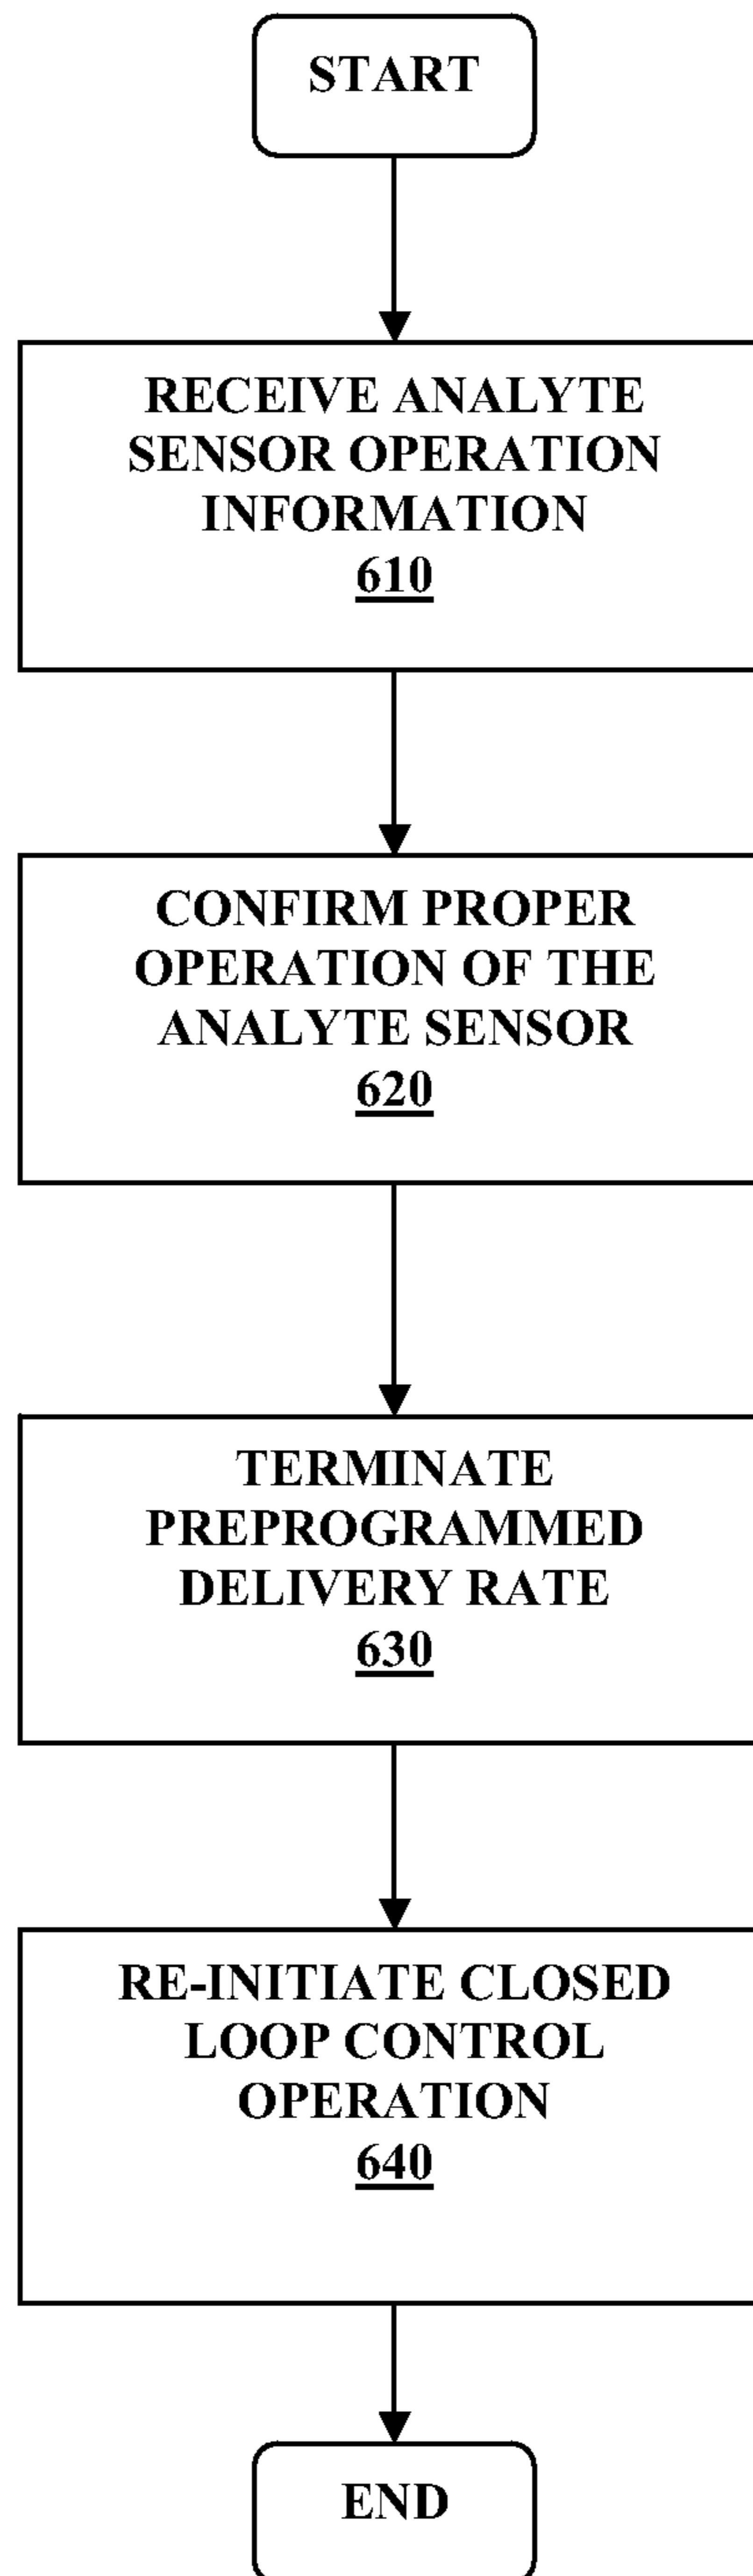 START
RECEIVE ANALYTE
SENSOR OPERATION
INFORMATION
610
CONFIRM PROPER
OPERATION OF THE
ANALYTE SENSOR
620
TERMINATE
PREPROGRAMMED
DELIVERY RATE
630
RE-INITIATE CLOSED
LOOP CONTROL
OPERATION
640
END